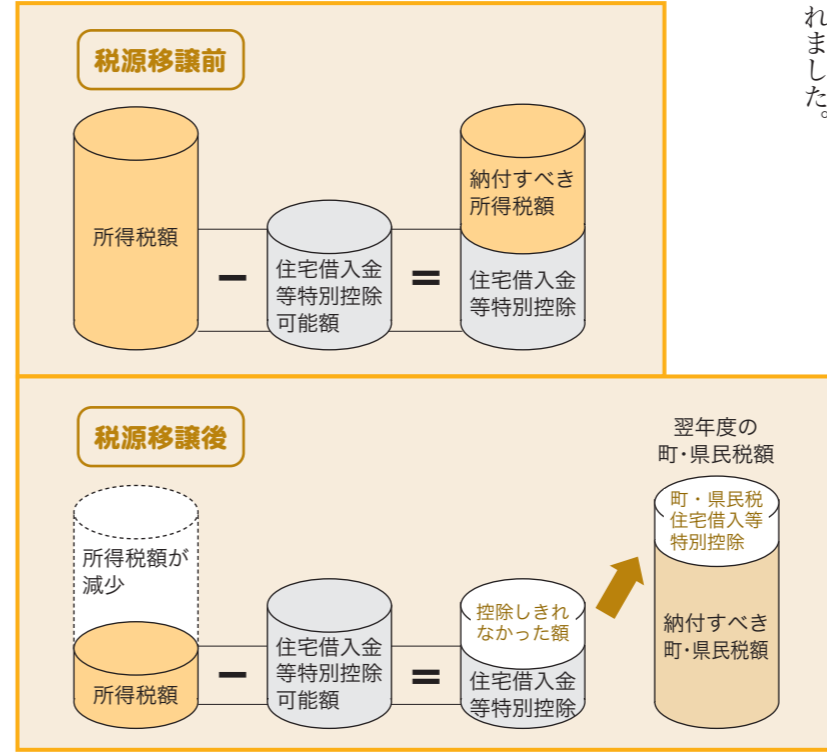 れました。
税源移譲前
所得税額
−
住宅借入金
等特別控除
可能額
=
納付すべき
所得税額
住宅借入金
等特別控除
税源移譲後
所得税額が
減少
所得税額
−
住宅借入金
等特別控除
可能額
=
控除しきれ
なかった額
住宅借入金
等特別控除
翌年度の
町・県民税額
町・県民税
住宅借入等
特別控除
納付すべき
町・県民税額